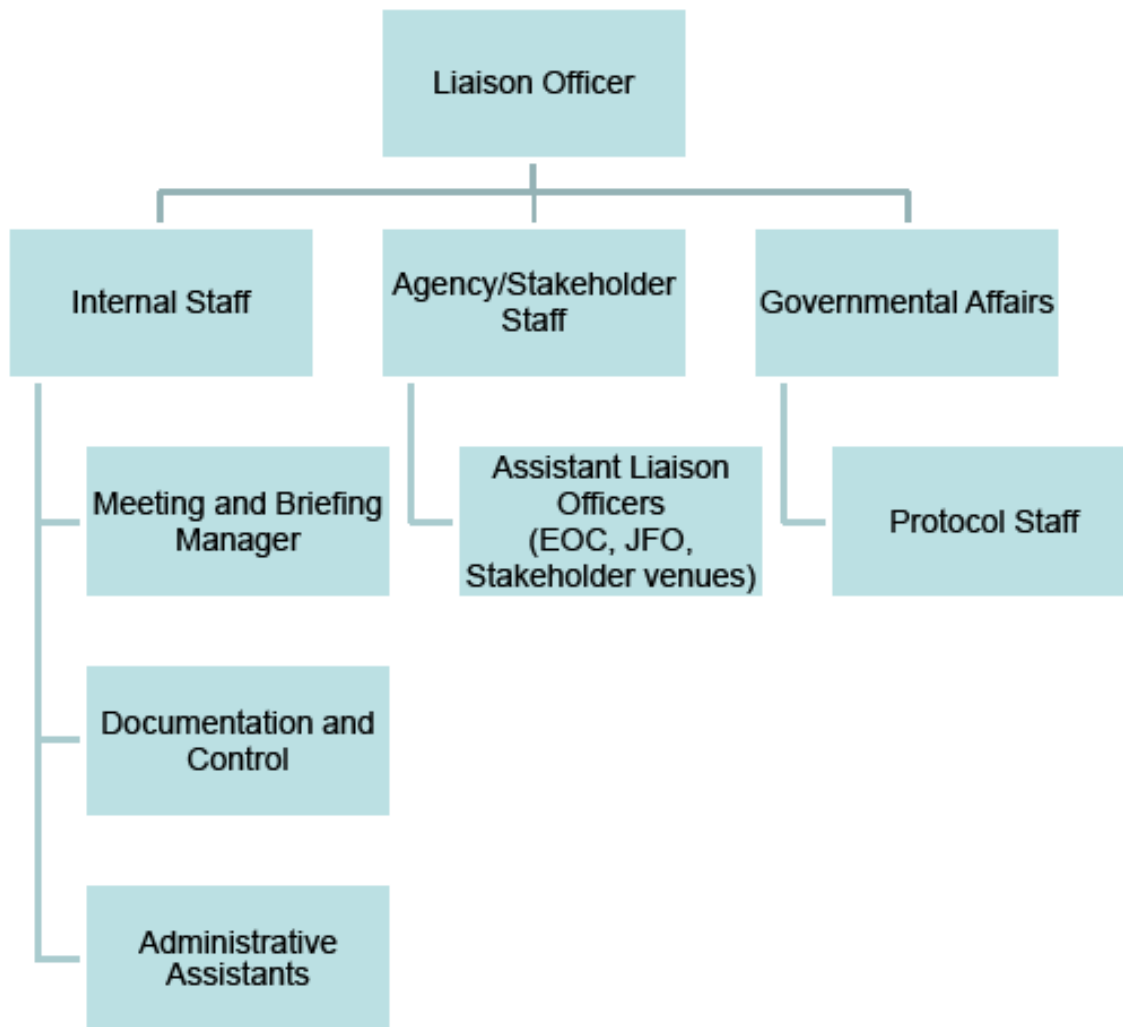 Liaison Officer
Internal Staff
Agency/Stakeholder
Staff
Governmental Affairs
Meeting and Briefing
Manager
Assistant Liaison
Officers
(EOC, JFO,
Stakeholder venues)
Protocol Staff
Documentation and
Control
Administrative
Assistants